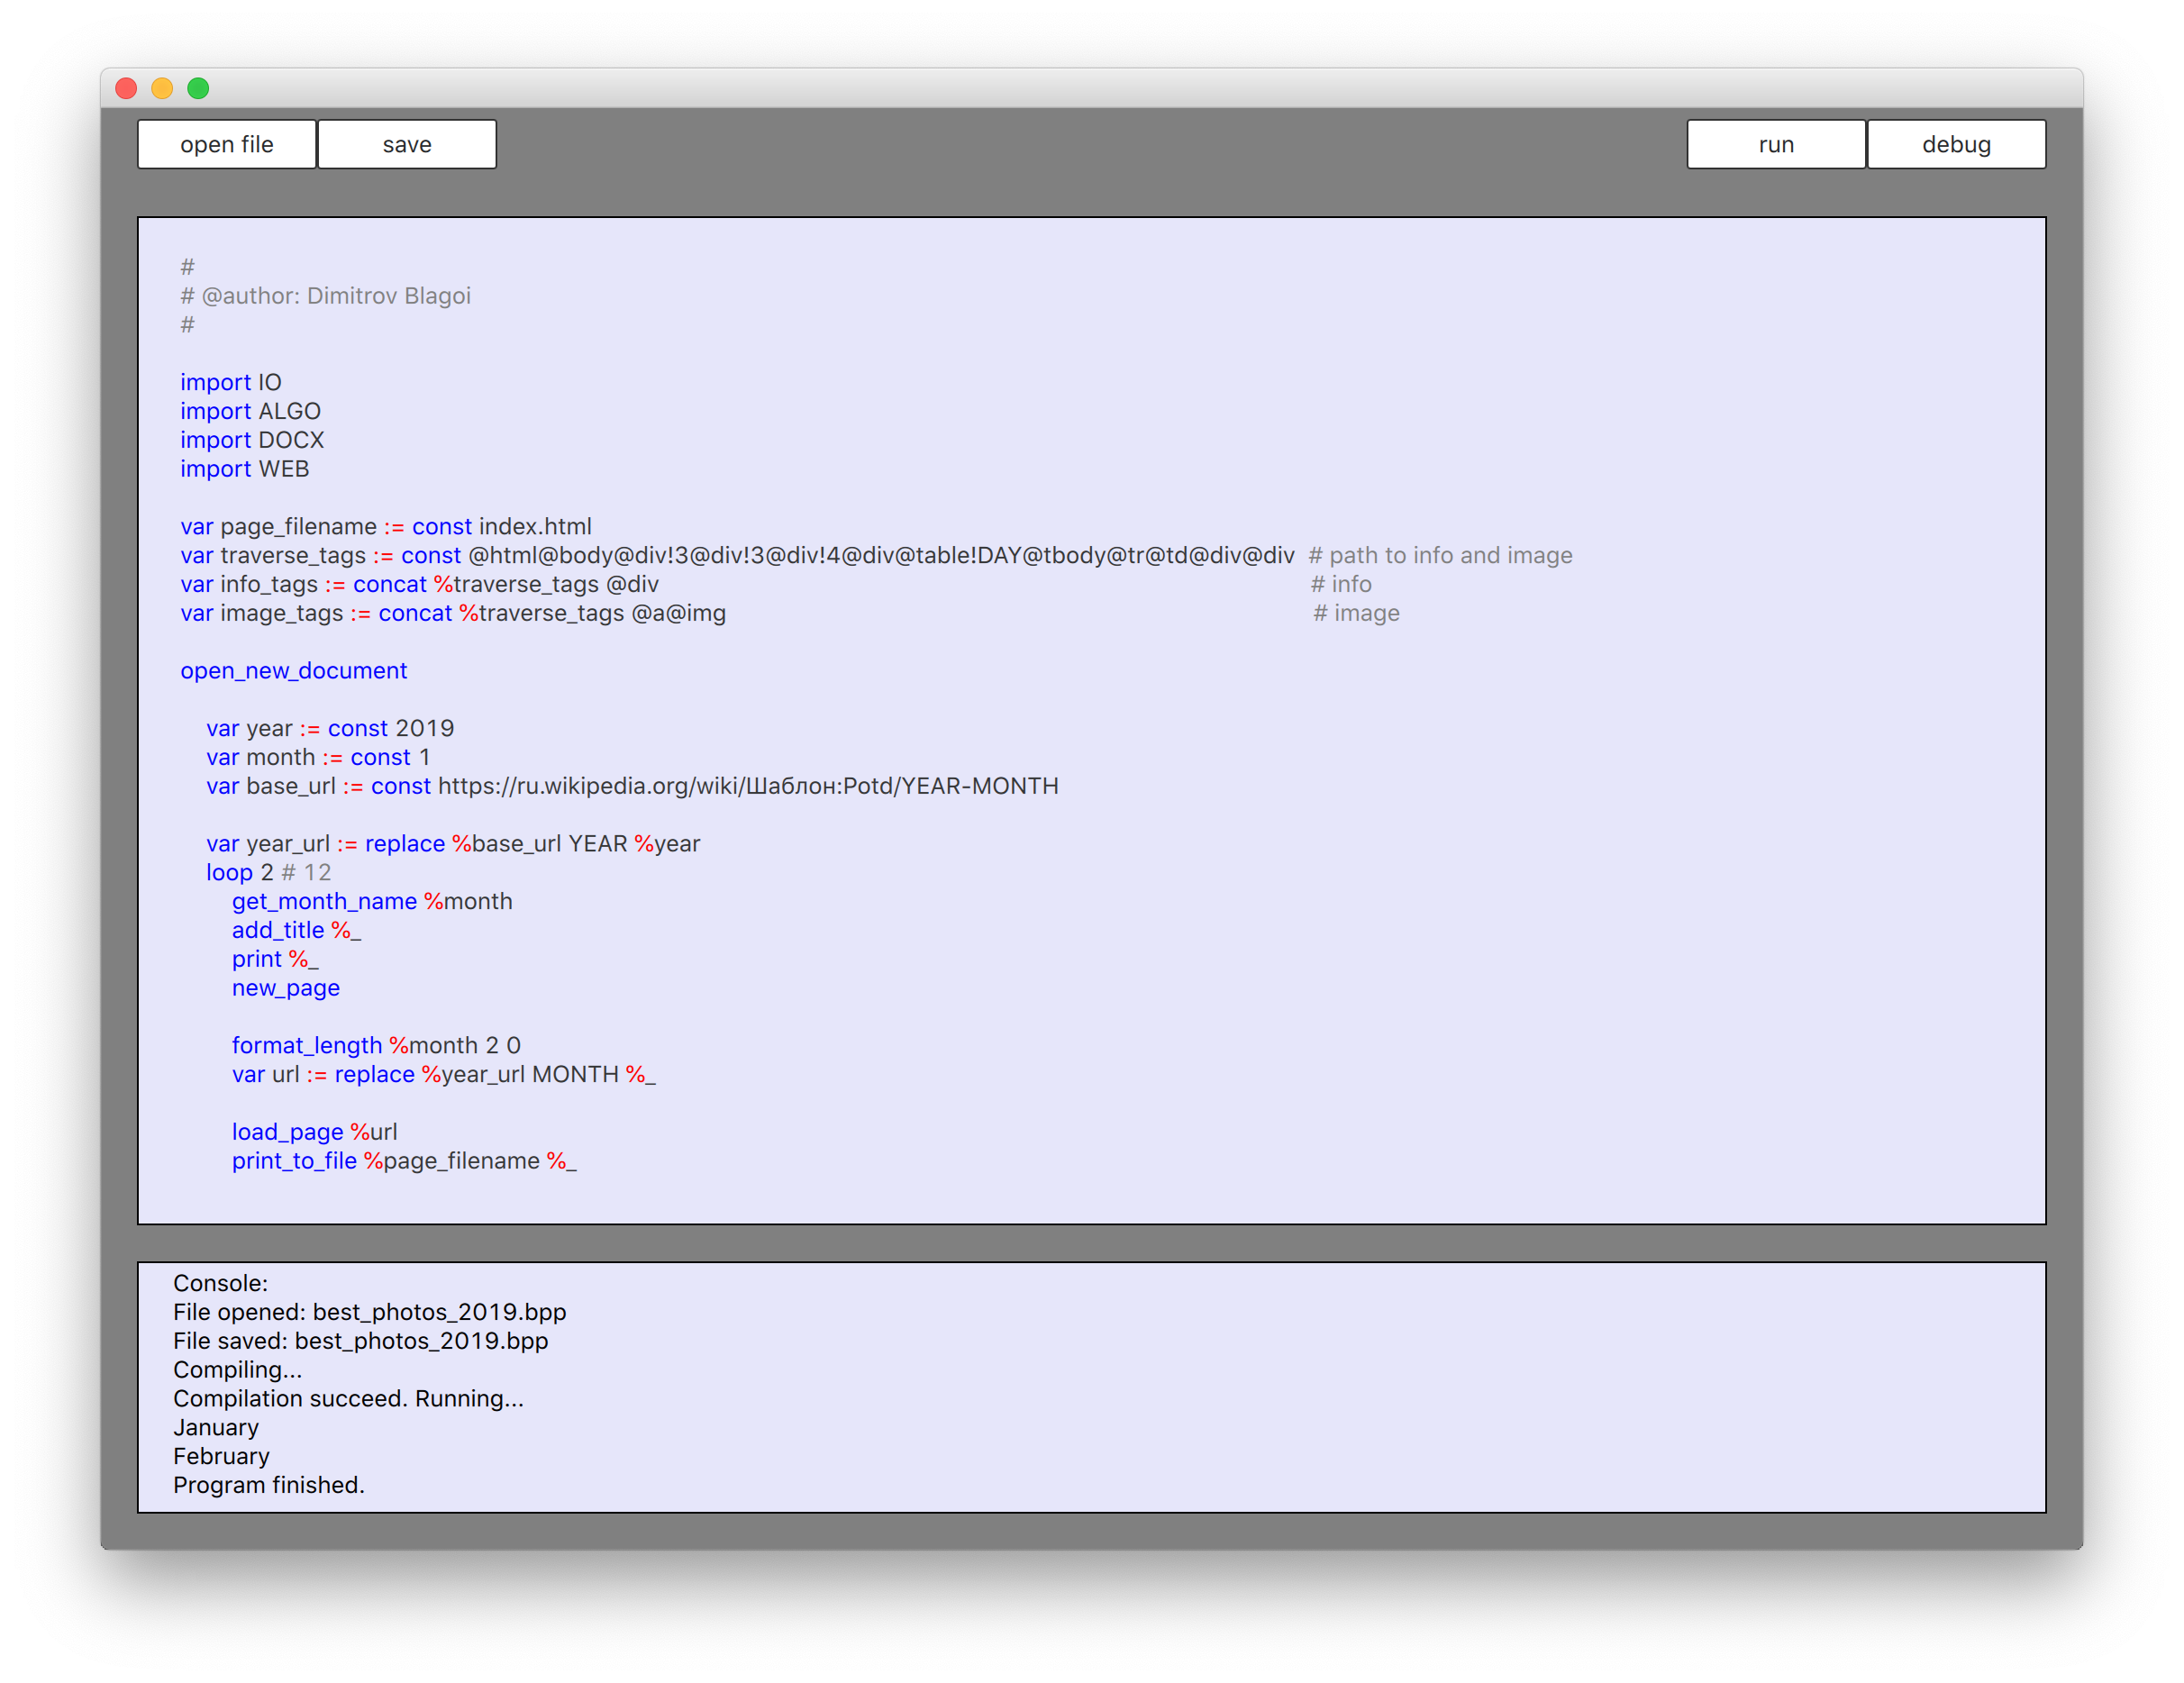 open file save run debug
#
# @author: Dimitrov Blagoi
#
import IO
import ALGO
import DOCX
import WEB
var page_filename := const index.html
var traverse_tags := const @html@body@div!3@div!3@div!4@div@table!DAY@tbody@tr@td@div@div # path to info and image
var info_tags := concat %traverse_tags @div # info
var image_tags := concat %traverse_tags @a@img # image
open_new_document
var year := const 2019
var month := const 1
var base_url := const https://ru.wikipedia.org/wiki/Шаблон:Potd/YEAR-MONTH
var year_url := replace %base_url YEAR %year
loop 2 # 12
get_month_name %month
add_title %_
print %_
new_page
format_length %month 2 0
var url := replace %year_url MONTH %_
load_page %url
print_to_file %page_filename %_
Console:
File opened: best_photos_2019.bpp
File saved: best_photos_2019.bpp
Compiling...
Compilation succeed. Running...
January
February
Program finished.